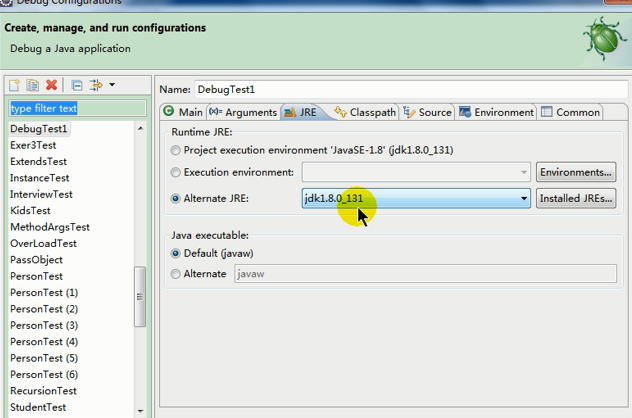 Debug Configurations
Create, manage, and run configurations
Debug a Java application
type filter text
DebugTest1
Exer3Test
ExtendsTest
InstanceTest
InterviewTest
KidsTest
MethodArgsTest
OverLoadTest
PassObject
PersonTest
PersonTest (1)
PersonTest (2)
PersonTest (3)
PersonTest (4)
PersonTest (5)
PersonTest (6)
RecursionTest
StudentTest
Name: DebugTest1
Main (x)= Arguments JRE Classpath Source Environment Common
Runtime JRE:
Project execution environment 'JavaSE-1.8' (jdk1.8.0_131)
Execution environment: Environments...
Alternate JRE: jdk1.8.0_131 Installed JREs...
Java executable:
Default (javaw)
Alternate javaw